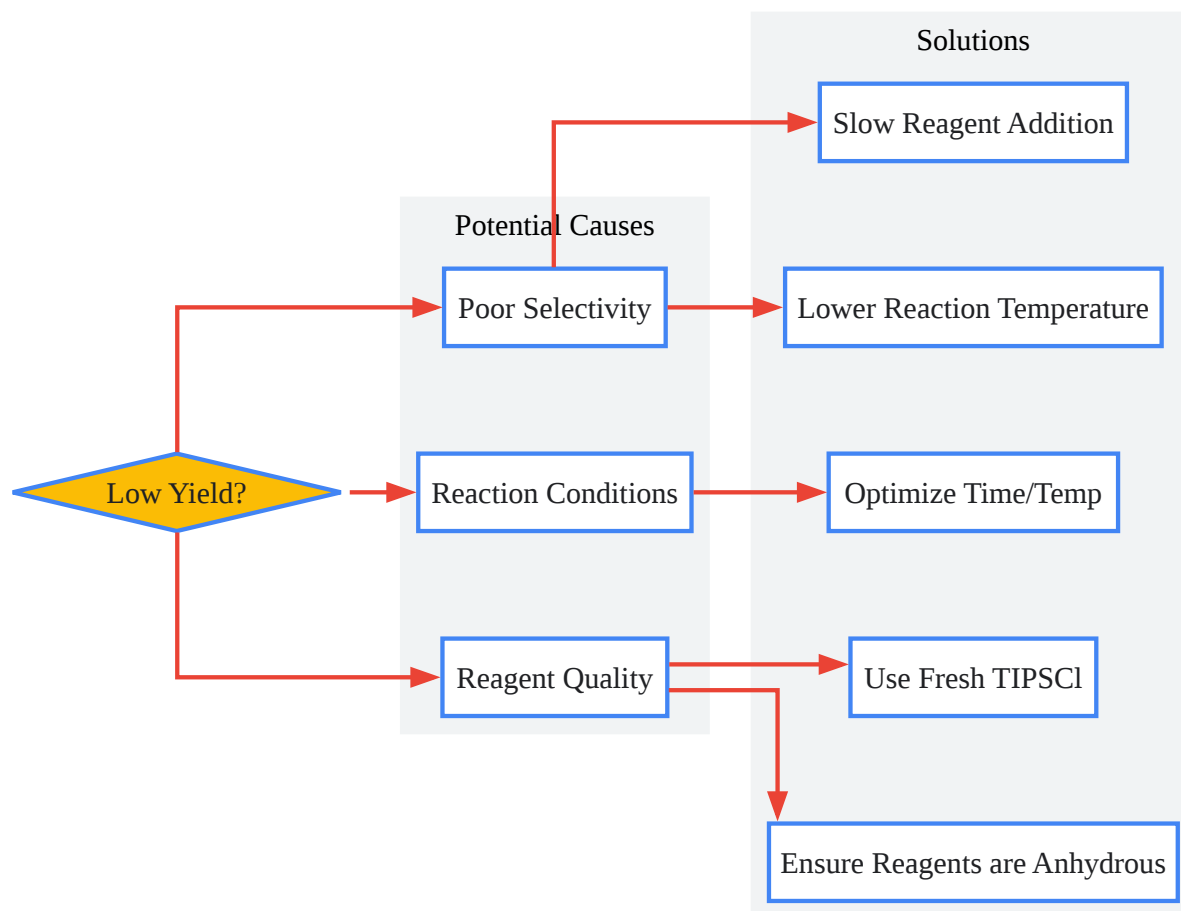 Solutions
Slow Reagent Addition
Potential Causes
Poor Selectivity
Lower Reaction Temperature
Low Yield?
Reaction Conditions
Optimize Time/Temp
Reagent Quality
Use Fresh TIPSCl
Ensure Reagents are Anhydrous